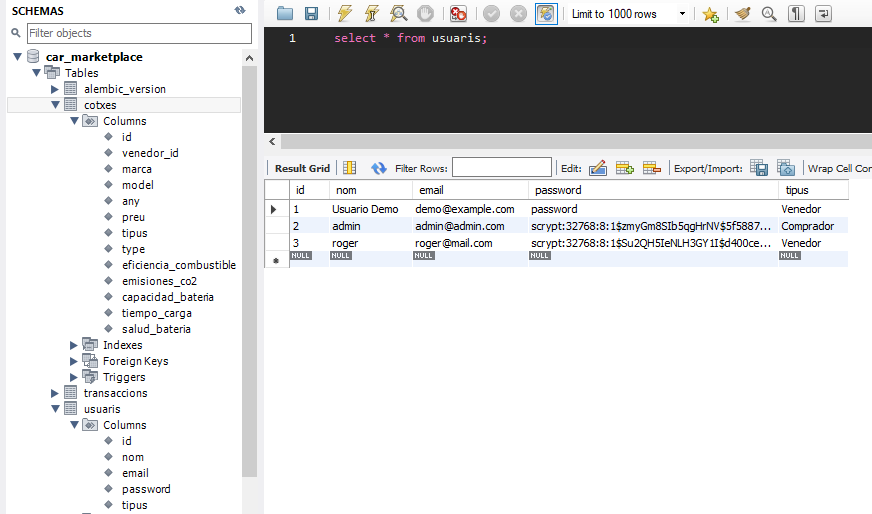 SCHEMAS
Filter objects
car_marketplace
Tables
alembic_version
cotxes
Columns
id
venedor_id
marca
model
any
preu
tipus
type
eficiencia_combustible
emisiones_co2
capacidad_bateria
tiempo_carga
salud_bateria
Indexes
Foreign Keys
Triggers
transaccions
usuaris
Columns
id
nom
email
password
tipus
Limit to 1000 rows
1 select * from usuaris;
Result Grid Filter Rows: Edit: Export/Import: Wrap Cell Con
id nom email password tipus
1 Usuario Demo demo@example.com password Venedor
2 admin admin@admin.com scrypt:32768:8:1$zmyGm8SIb5qgHrNV$5f5887... Comprador
3 roger roger@mail.com scrypt:32768:8:1$Su2QH5IeNLH3GY1I$d400ce... Venedor
NULL NULL NULL NULL NULL